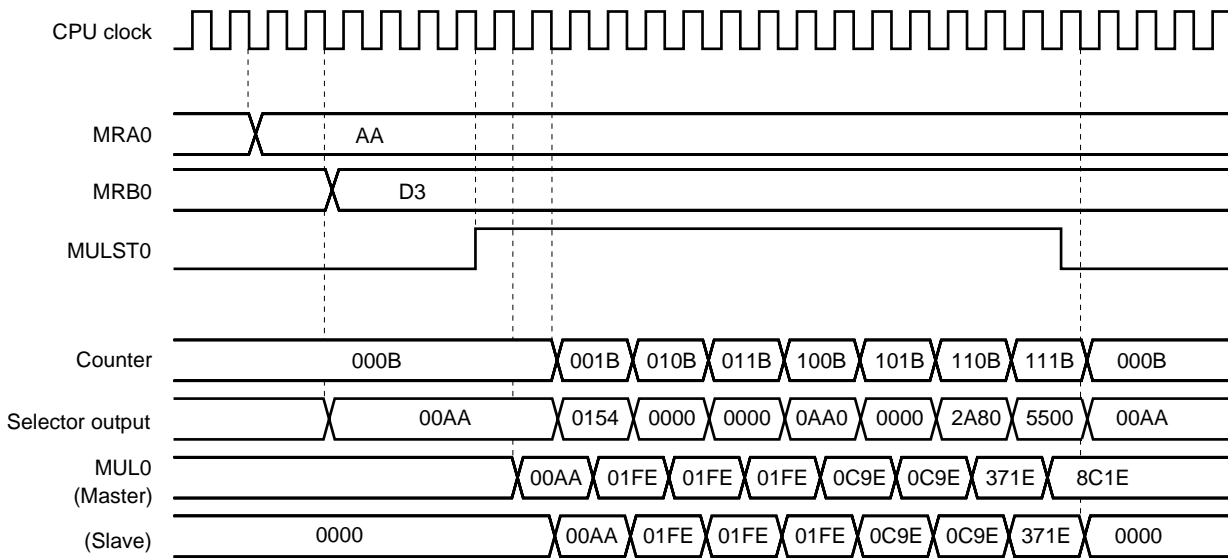 CPU clock
MRA0 AA
MRB0 D3
MULST0
Counter 000B 001B 010B 011B 100B 101B 110B 111B 000B
Selector output 00AA 0154 0000 0000 0AA0 0000 2A80 5500 00AA
MUL0 00AA 01FE 01FE 01FE 0C9E 0C9E 371E 8C1E
(Master)
(Slave) 0000 00AA 01FE 01FE 01FE 0C9E 0C9E 371E 0000